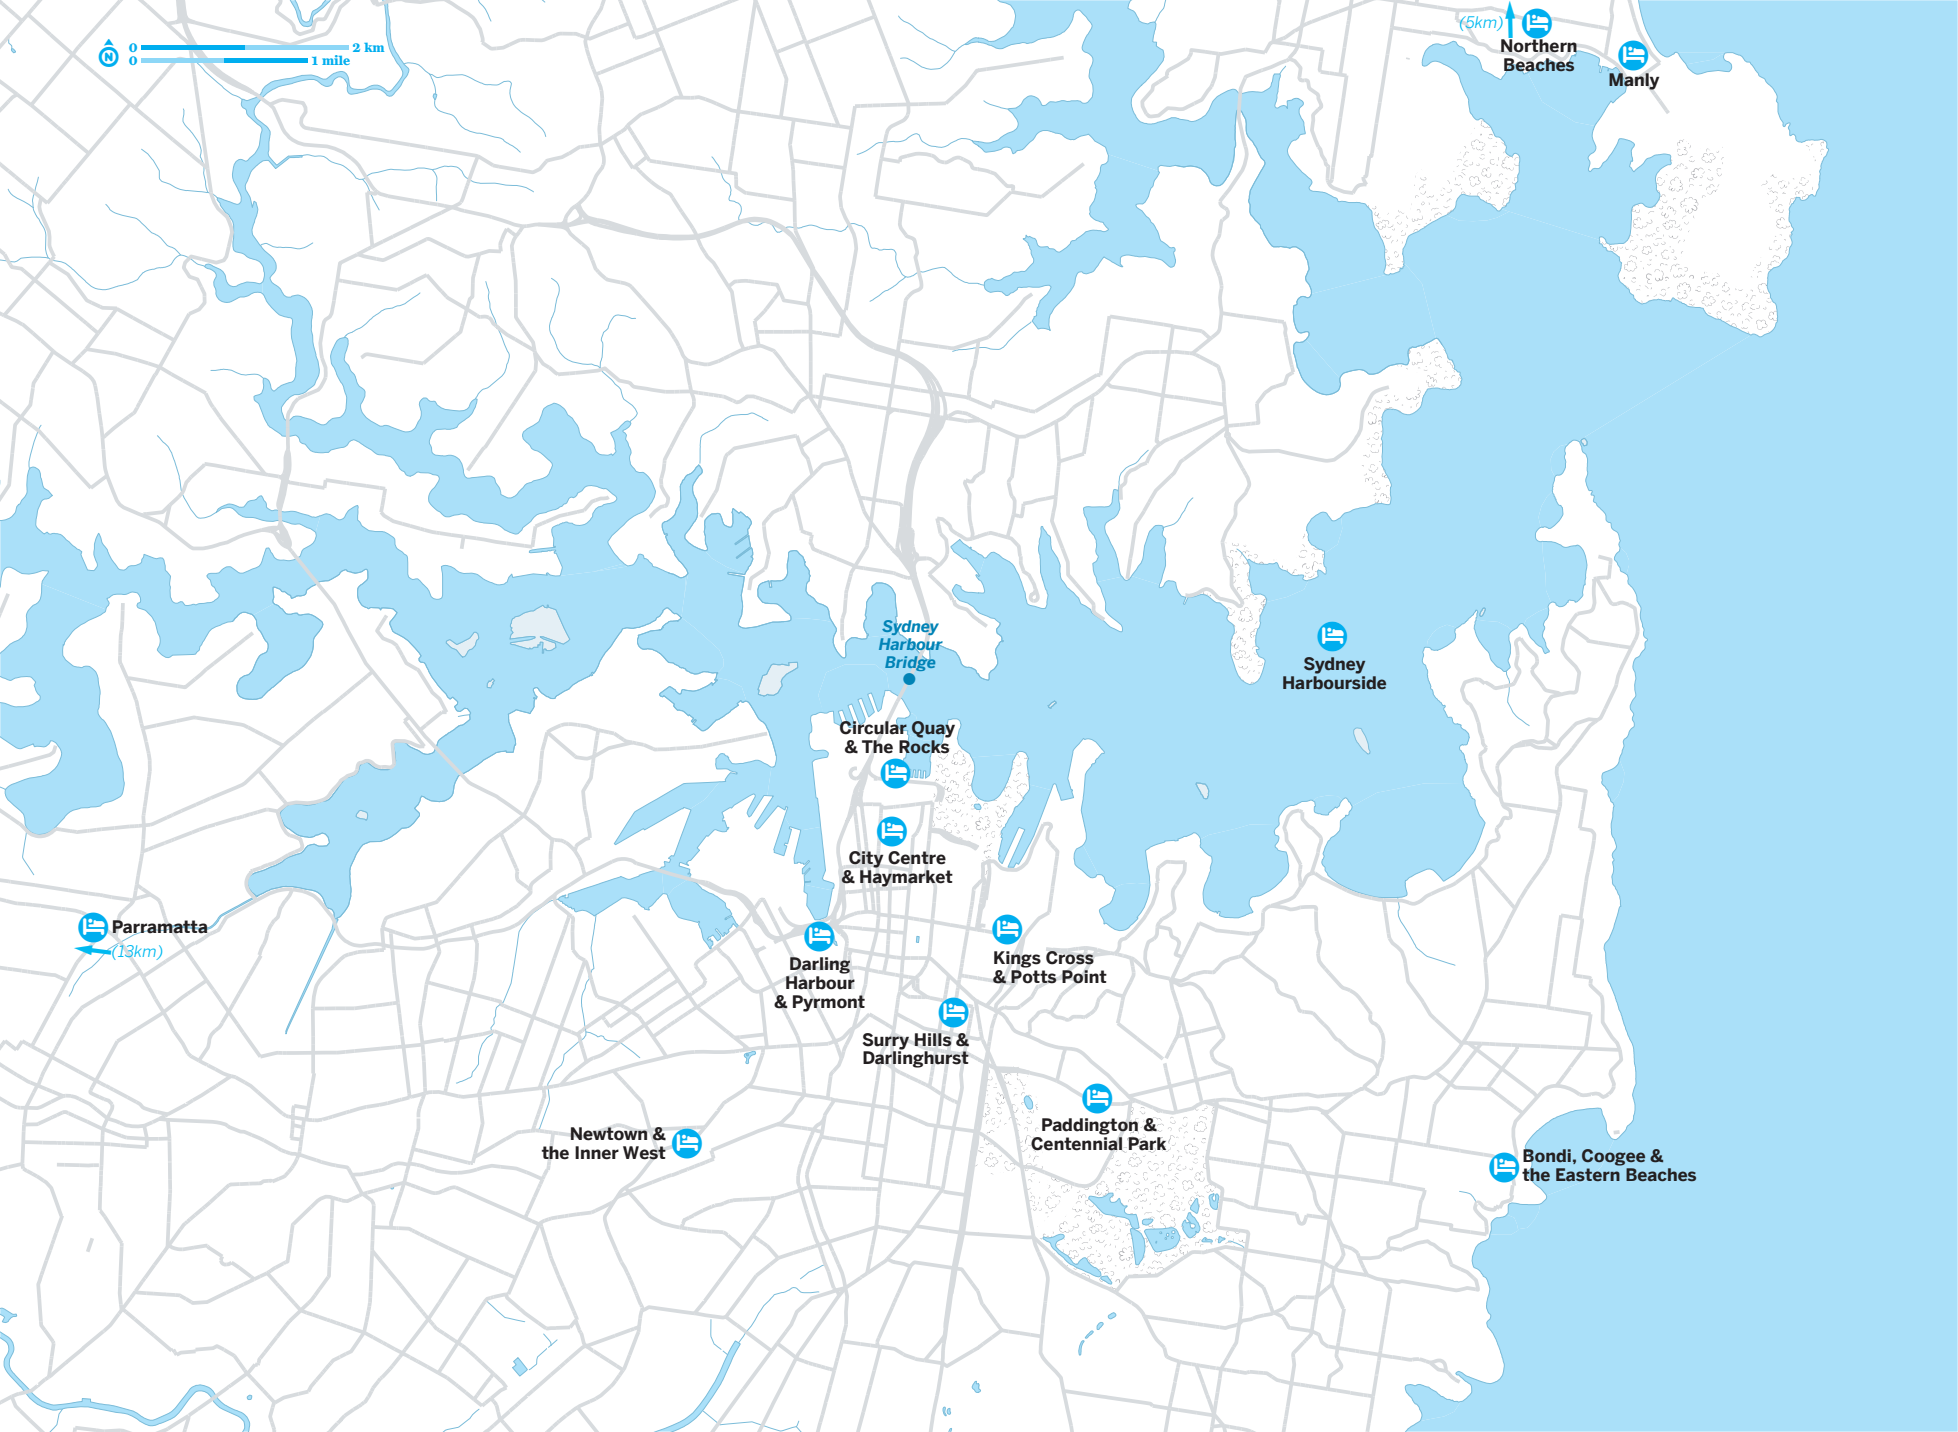 0 2 km
N
0 1 mile
(5km)
Northern
Beaches
Manly
Sydney
Harbour
Bridge
Sydney
Harbourside
Circular Quay
& The Rocks
City Centre
& Haymarket
Parramatta
(13km)
Darling
Harbour
& Pyrmont
Kings Cross
& Potts Point
Surry Hills &
Darlinghurst
Paddington &
Centennial Park
Newtown &
the Inner West
Bondi, Coogee &
the Eastern Beaches